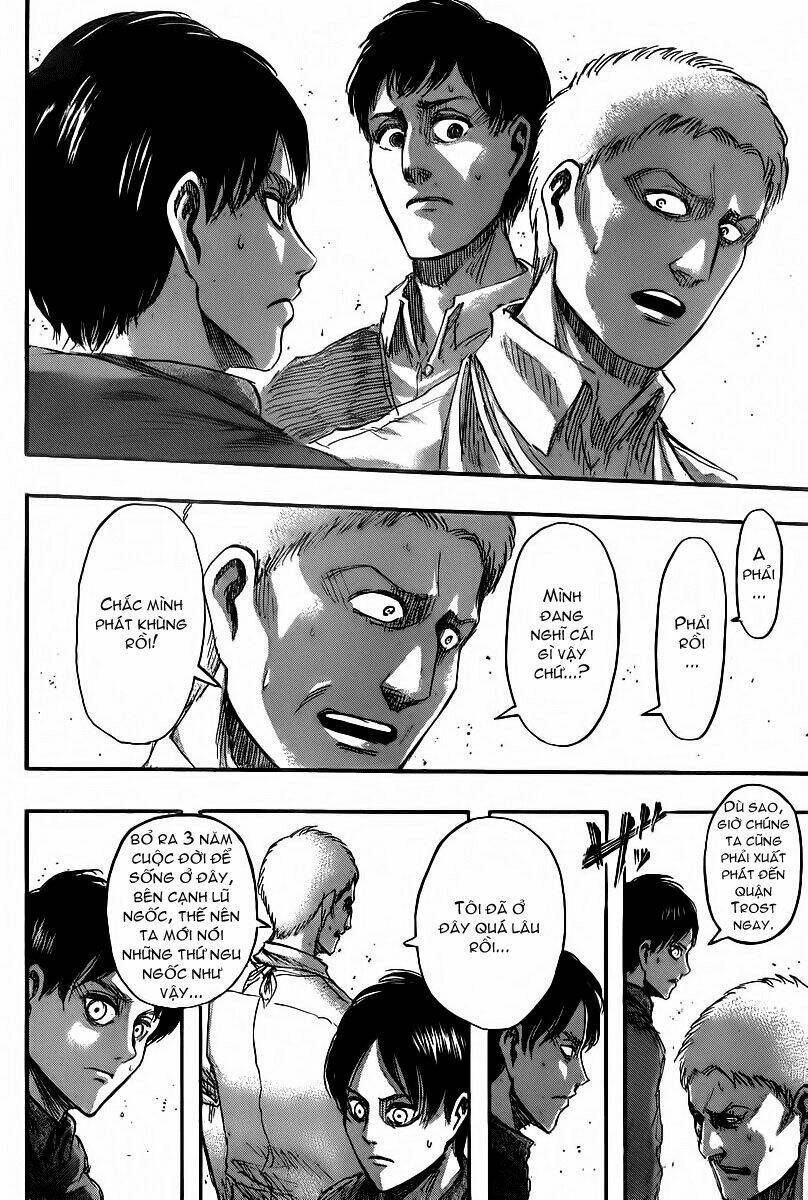 A
PHẢI
...
PHẢI
RỒI
...
MÌNH
ĐANG
NGHĨ CÁI
GÌ VẬY
CHỨ...?
CHẮC MÌNH
PHÁT KHÙNG
RỒI!
DÙ SAO,
GIỜ CHÚNG
TA CŨNG
PHẢI XUẤT
PHÁT ĐẾN
QUẬN
TROST
NGAY.
TÔI ĐÃ Ở
ĐÂY QUÁ LÂU
RỒI...
BỎ RA 3 NĂM
CUỘC ĐỜI ĐỂ
SỐNG Ở ĐÂY,
BÊN CẠNH LŨ
NGỐC, THẾ NÊN
TA MỚI NÓI
NHỮNG THỨ NGU
NGỐC NHƯ
VẬY...